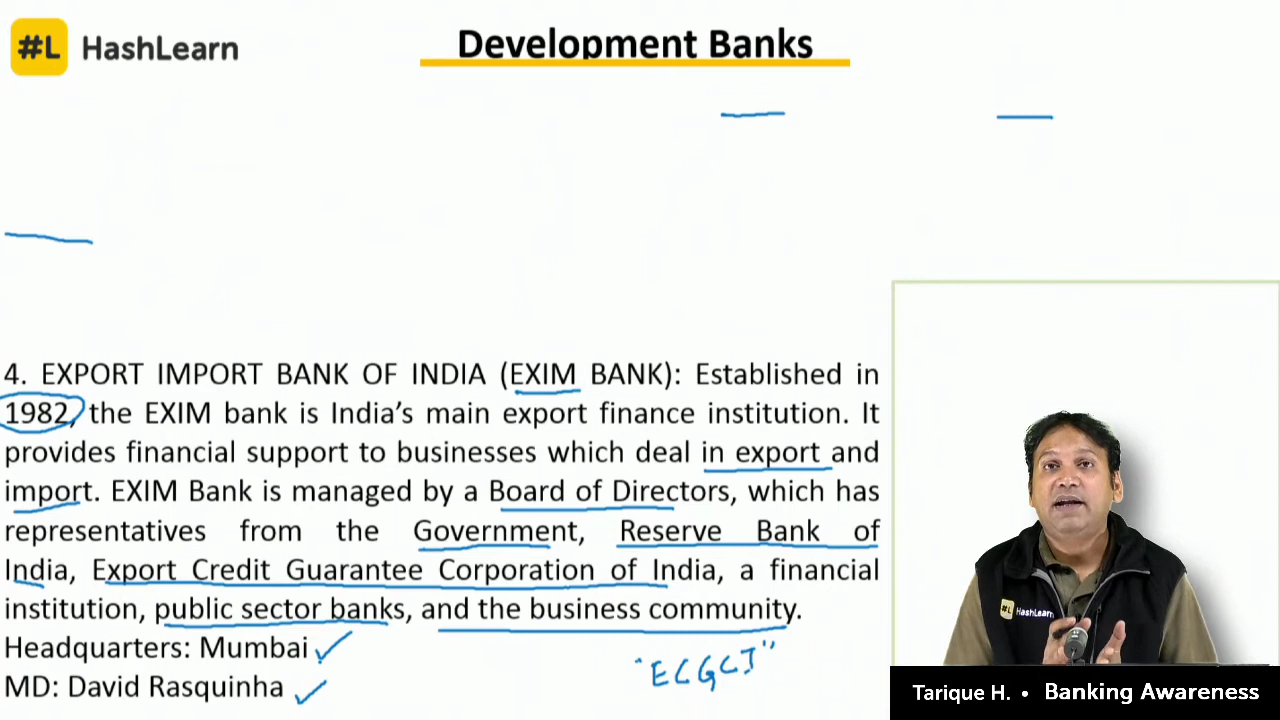 #L HashLearn
Development Banks
4. EXPORT IMPORT BANK OF INDIA (EXIM BANK): Established in
1982, the EXIM bank is India's main export finance institution. It
provides financial support to businesses which deal in export and
import. EXIM Bank is managed by a Board of Directors, which has
representatives from the Government, Reserve Bank of
India, Export Credit Guarantee Corporation of India, a financial
institution, public sector banks, and the business community.
Headquarters: Mumbai
MD: David Rasquinha
"ECGCI"
#L HashLearn
Tarique H. • Banking Awareness